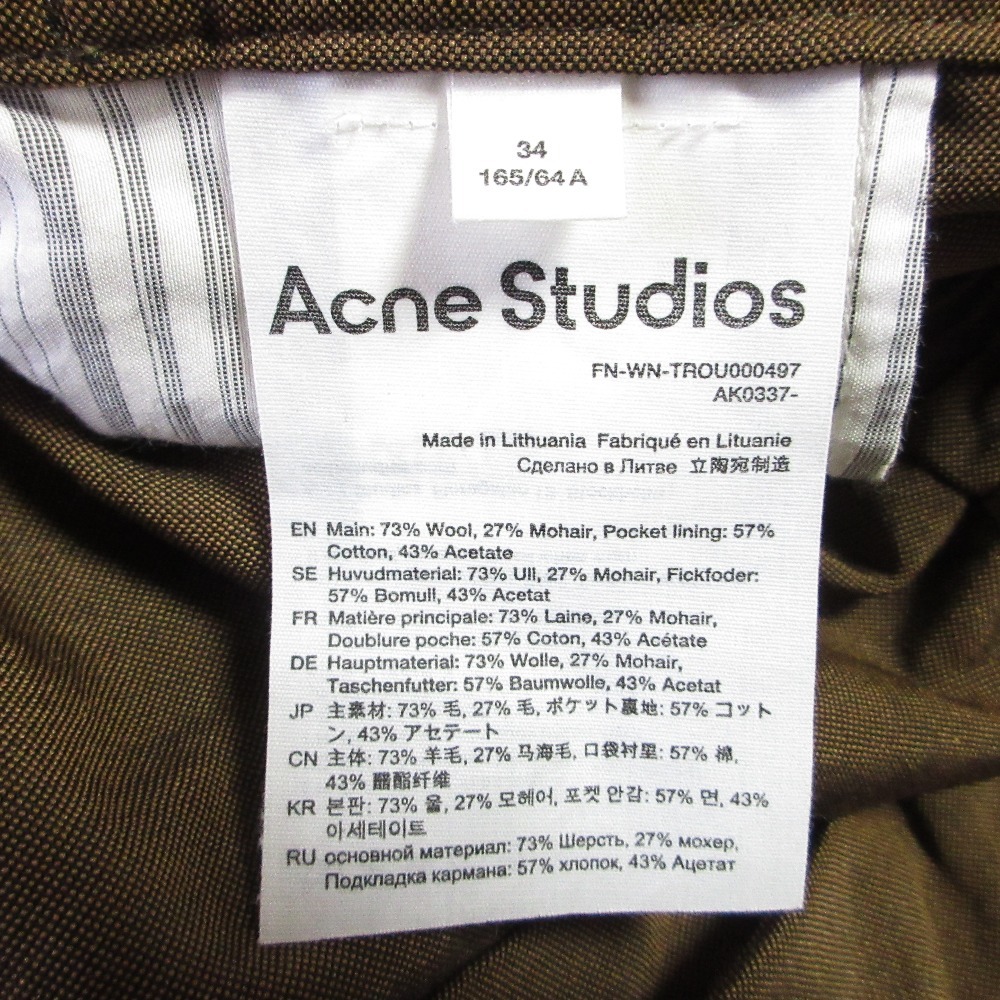 34
165/64A
Acne Studios
FN-WN-TROU000497
AK0337-
Made in Lithuania Fabriqué en Lituanie
Сделано в Литве 立陶宛制造
EN Main: 73% Wool, 27% Mohair, Pocket lining: 57%
Cotton, 43% Acetate
SE Huvudmaterial: 73% Ull, 27% Mohair, Fickfoder:
57% Bomull, 43% Acetat
FR Matière principale: 73% Laine, 27% Mohair,
Doublure poche: 57% Coton, 43% Acétate
DE Hauptmaterial: 73% Wolle, 27% Mohair,
Taschenfutter: 57% Baumwolle, 43% Acetat
JP 主素材: 73% 毛, 27% 毛, ポケット裏地: 57% コット
ン, 43% アセテート
CN 主体: 73% 羊毛, 27% 马海毛, 口袋衬里: 57% 棉,
43% 醋酯纤维
KR 본판: 73% 울, 27% 모헤어, 포켓 안감: 57% 면, 43%
아세테이트
RU основной материал: 73% Шерсть, 27% мохер,
Подкладка кармана: 57% хлопок, 43% Ацетат